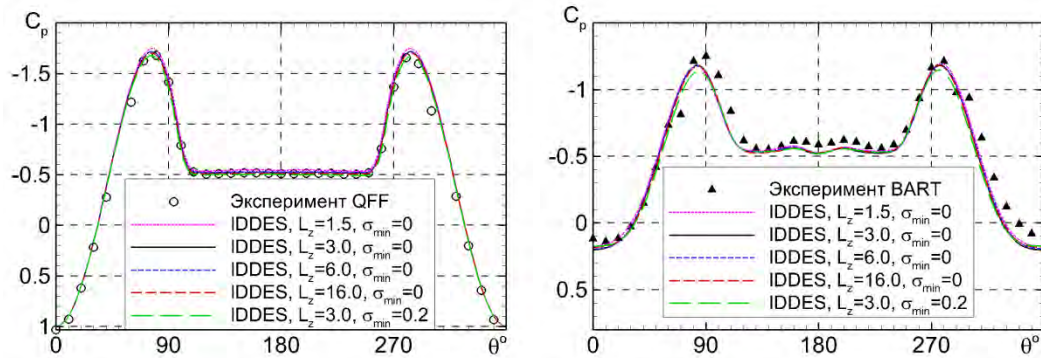 C_p
-1.5
-1
-0.5
0
0.5
1
0 90 180 270 θ°
Эксперимент QFF
IDDES, L_z=1.5, σ_min=0
IDDES, L_z=3.0, σ_min=0
IDDES, L_z=6.0, σ_min=0
IDDES, L_z=16.0, σ_min=0
IDDES, L_z=3.0, σ_min=0.2
C_p
-1
-0.5
0
0.5
0 90 180 270 θ°
Эксперимент BART
IDDES, L_z=1.5, σ_min=0
IDDES, L_z=3.0, σ_min=0
IDDES, L_z=6.0, σ_min=0
IDDES, L_z=16.0, σ_min=0
IDDES, L_z=3.0, σ_min=0.2